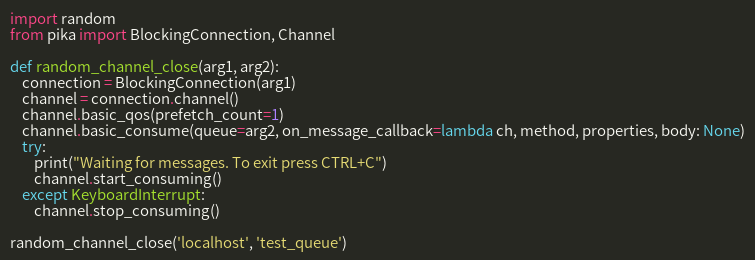 import random
from pika import BlockingConnection, Channel

def random_channel_close(arg1, arg2):
    connection = BlockingConnection(arg1)
    channel = connection.channel()
    channel.basic_qos(prefetch_count=1)
    channel.basic_consume(queue=arg2, on_message_callback=lambda ch, method, properties, body: None)
    try:
        print("Waiting for messages. To exit press CTRL+C")
        channel.start_consuming()
    except KeyboardInterrupt:
        channel.stop_consuming()

random_channel_close('localhost', 'test_queue')